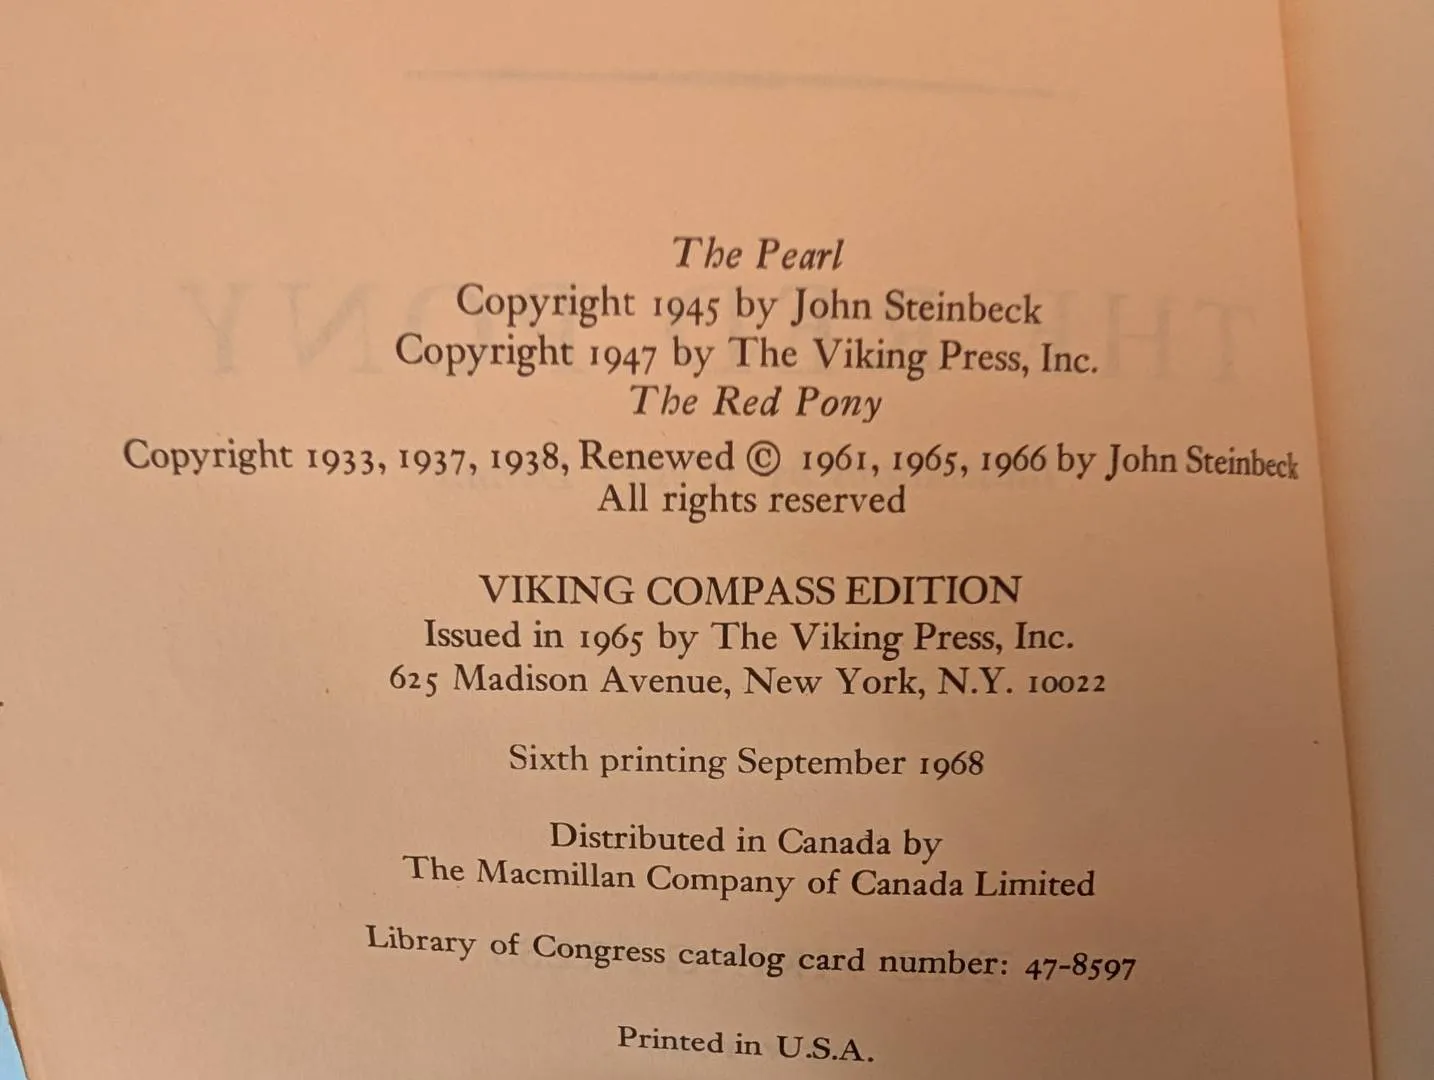 The Pearl
Copyright 1945 by John Steinbeck
Copyright 1947 by The Viking Press, Inc.
The Red Pony
Copyright 1933, 1937, 1938, Renewed © 1961, 1965, 1966 by John Steinbeck
All rights reserved
VIKING COMPASS EDITION
Issued in 1965 by The Viking Press, Inc.
625 Madison Avenue, New York, N.Y. 10022
Sixth printing September 1968
Distributed in Canada by
The Macmillan Company of Canada Limited
Library of Congress catalog card number: 47-8597
Printed in U.S.A.